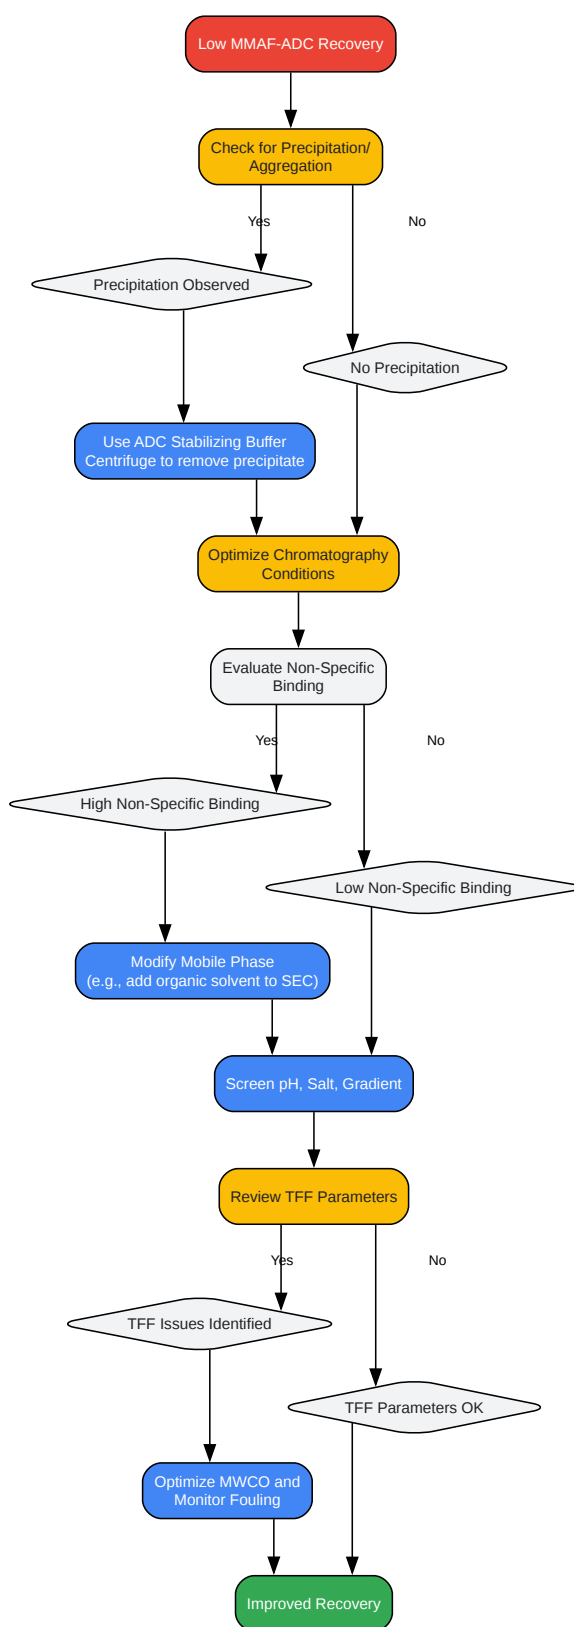 Low MMAF-ADC Recovery
Check for Precipitation/
Aggregation
Yes
No
Precipitation Observed
No Precipitation
Use ADC Stabilizing Buffer
Centrifuge to remove precipitate
Optimize Chromatography
Conditions
Evaluate Non-Specific
Binding
Yes
No
High Non-Specific Binding
Low Non-Specific Binding
Modify Mobile Phase
(e.g., add organic solvent to SEC)
Screen pH, Salt, Gradient
Review TFF Parameters
Yes
No
TFF Issues Identified
TFF Parameters OK
Optimize MWCO and
Monitor Fouling
Improved Recovery